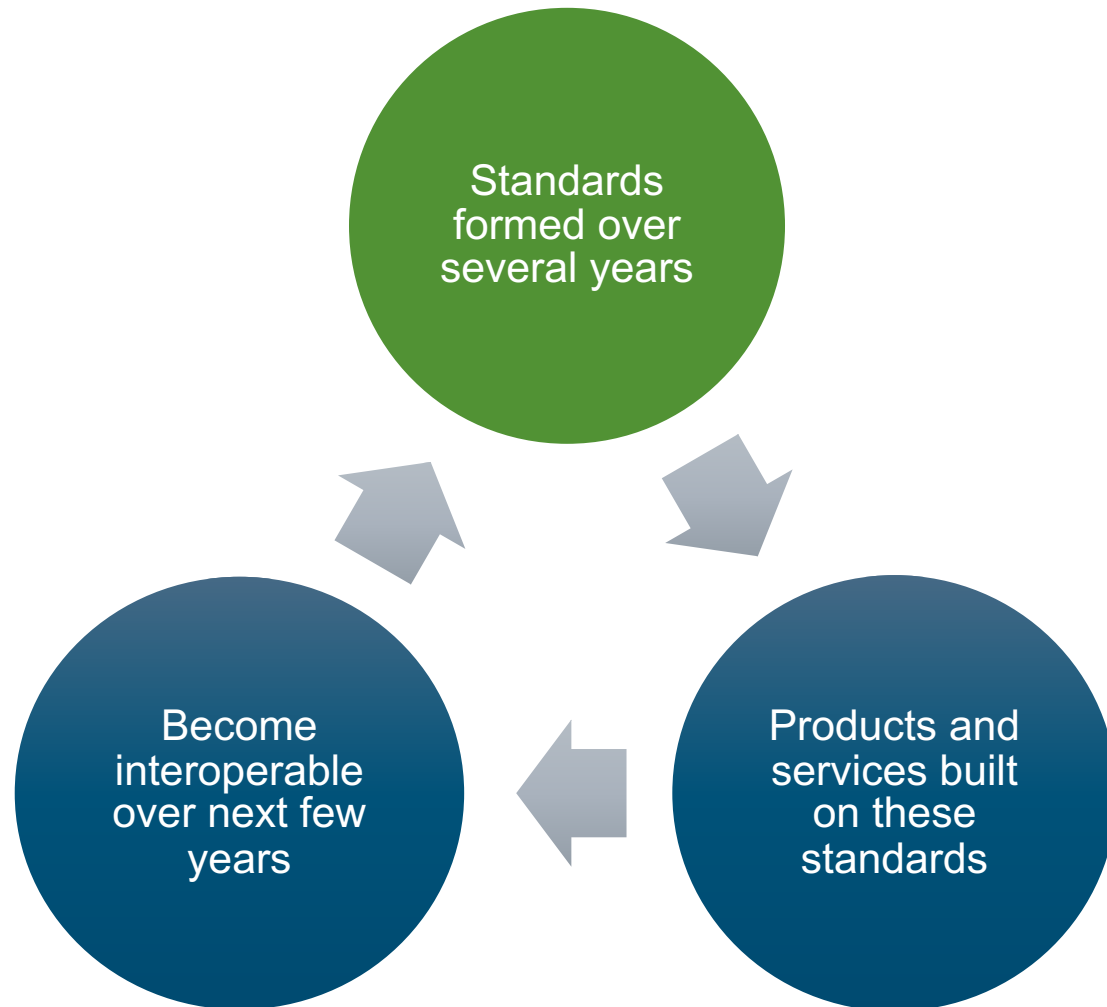 Standards
formed over
several years
Become
interoperable
over next few
years
Products and
services built
on these
standards